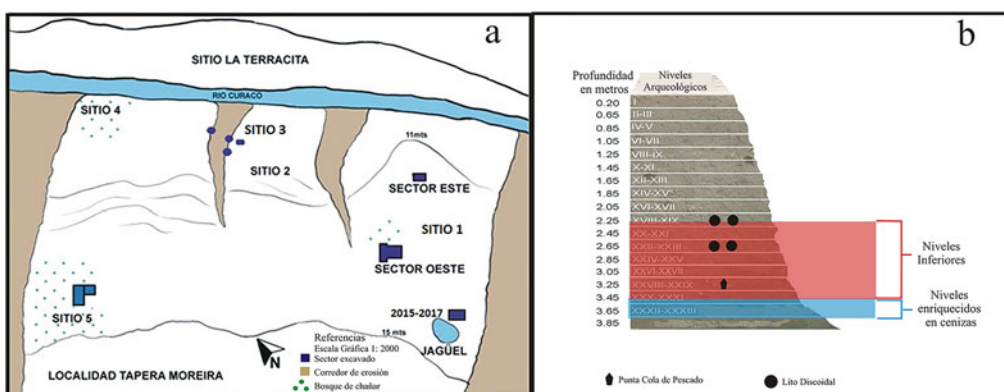 a
SITIO LA TERRACITA
RIO CURACÓ
SITIO 4
SITIO 3
11mts
SITIO 2
SECTOR ESTE
SITIO 1
SECTOR OESTE
2015-2017
SITIO 5
15 mts
JAGÜEL
N
Referencias
Escala Gráfica 1: 2000
Sector excavado
Corredor de erosión
Bosque de chañar
LOCALIDAD TAPERA MOREIRA
b
Profundidad
en metros
Niveles
Arqueológicos
0.20 I
0.65 II-III
0.85 IV-V
1.05 VI-VII
1.25 VIII-IX
1.45 X-XI
1.65 XII-XIII
1.85 XIV-XV
2.05 XVI-XVII
2.25 XVIII-XIX
2.45 XX-XXI
2.65 XXII-XXIII
2.85 XXIV-XXV
3.05 XXVI-XXVII
3.25 XXVIII-XXIX
3.45 XXX-XXXI
3.65 XXXII-XXXIII
3.85
Niveles
Inferiores
Niveles
enriquecidos
en cenizas
Punta Cola de Pescado
Lito Discoidal